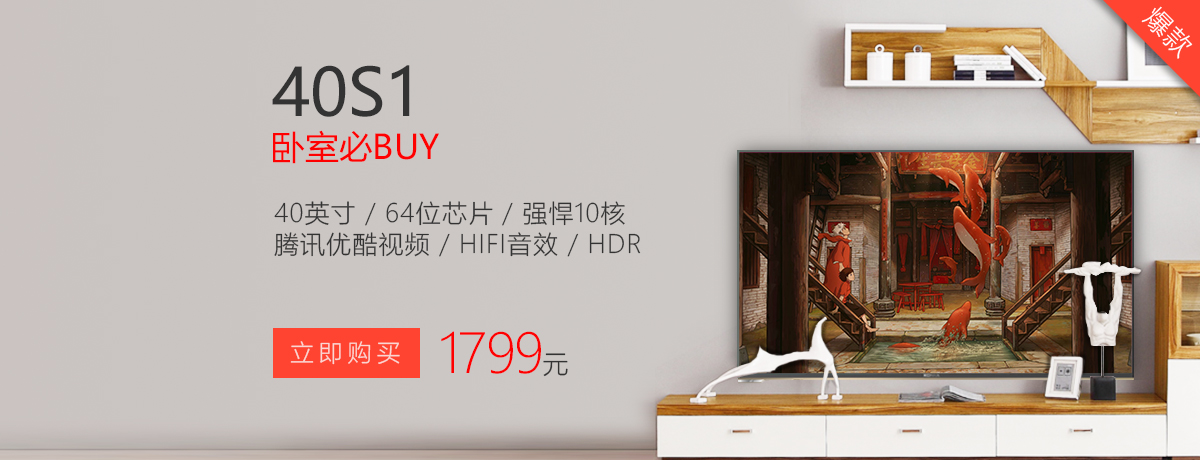 40S1
卧室必BUY
40英寸 / 64位芯片 / 强悍10核
腾讯优酷视频 / HIFI音效 / HDR
立即购买 1799元
爆款